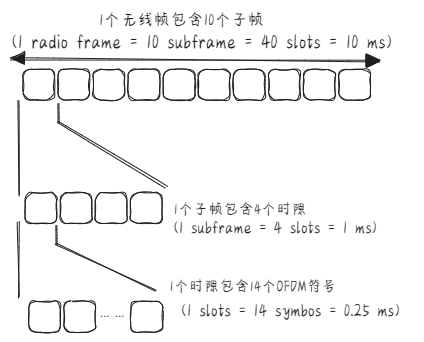 1个无线帧包含10个子帧
(1 radio frame = 10 subframe = 40 slots = 10 ms)
1个子帧包含4个时隙
(1 subframe = 4 slots = 1 ms)
1个时隙包含14个OFDM符号
(1 slots = 14 symbos = 0.25 ms)
... ...